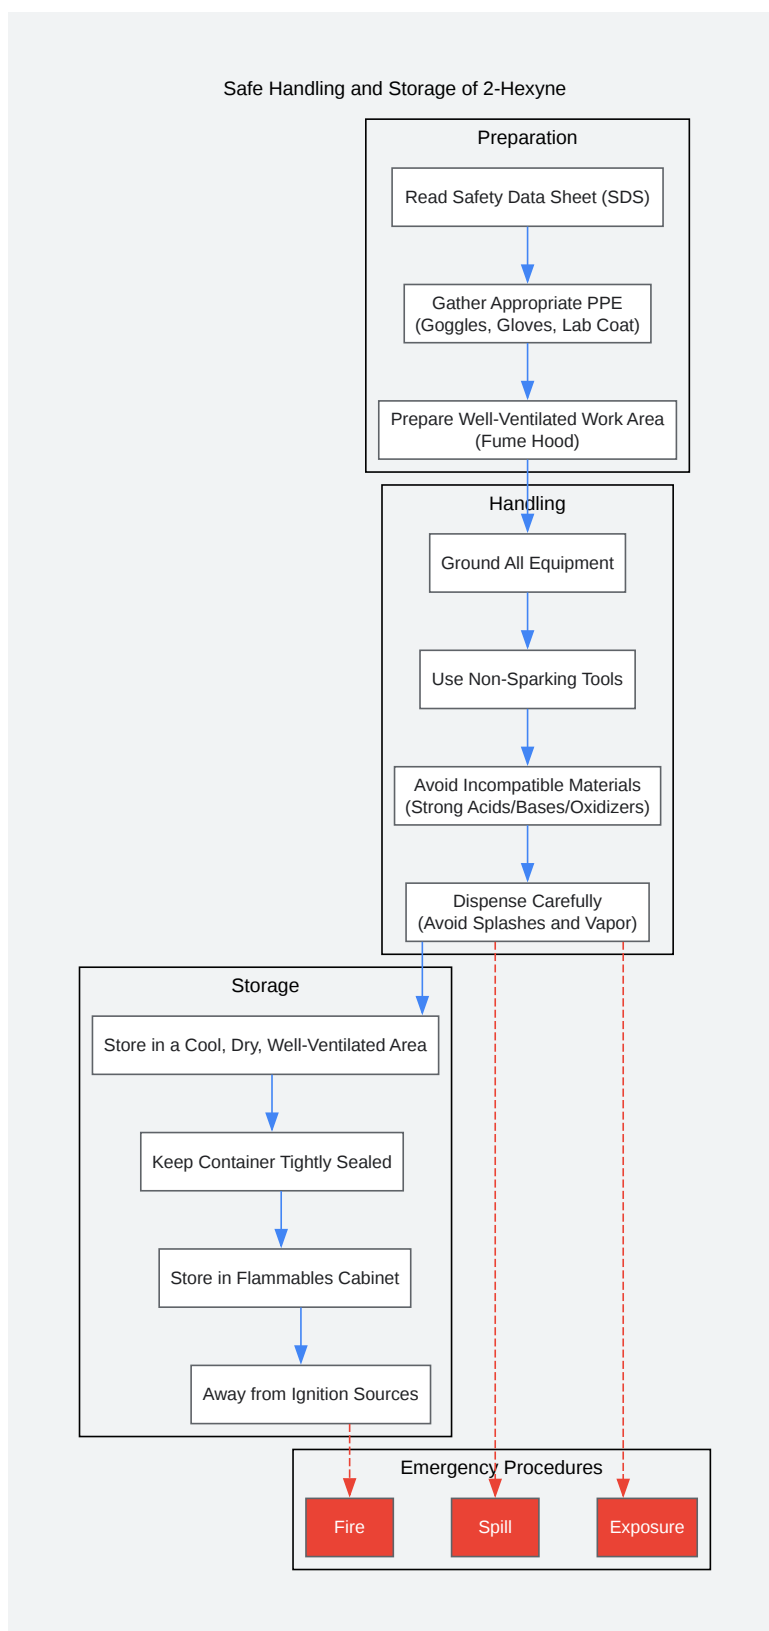 Safe Handling and Storage of 2-Hexyne
Preparation
Read Safety Data Sheet (SDS)
Gather Appropriate PPE
(Goggles, Gloves, Lab Coat)
Prepare Well-Ventilated Work Area
(Fume Hood)
Handling
Ground All Equipment
Use Non-Sparking Tools
Avoid Incompatible Materials
(Strong Acids/Bases/Oxidizers)
Dispense Carefully
(Avoid Splashes and Vapor)
Storage
Store in a Cool, Dry, Well-Ventilated Area
Keep Container Tightly Sealed
Store in Flammables Cabinet
Away from Ignition Sources
Emergency Procedures
Fire
Spill
Exposure